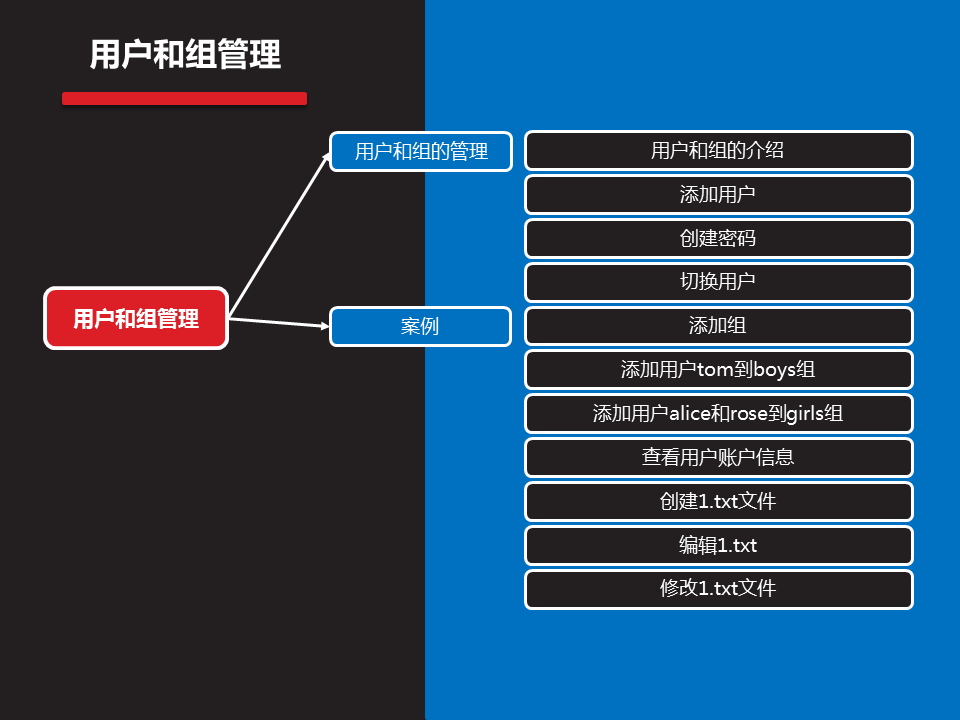 用户和组管理
用户和组的管理
用户和组的介绍
添加用户
创建密码
切换用户
用户和组管理
案例
添加组
添加用户tom到boys组
添加用户alice和rose到girls组
查看用户账户信息
创建1.txt文件
编辑1.txt
修改1.txt文件